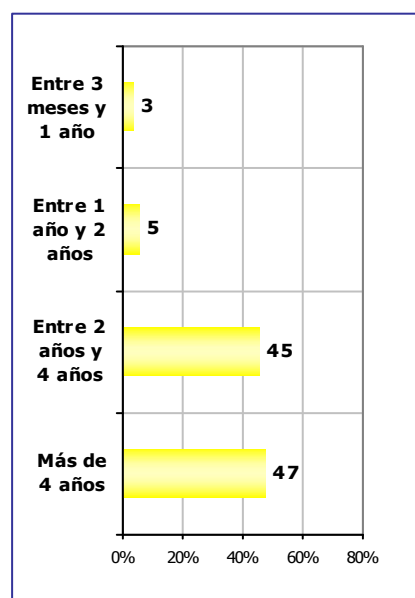 Entre 3
meses y
1 año
3
Entre 1
año y 2
años
5
Entre 2
años y
4 años
45
Más de
4 años
47
0% 20% 40% 60% 80%